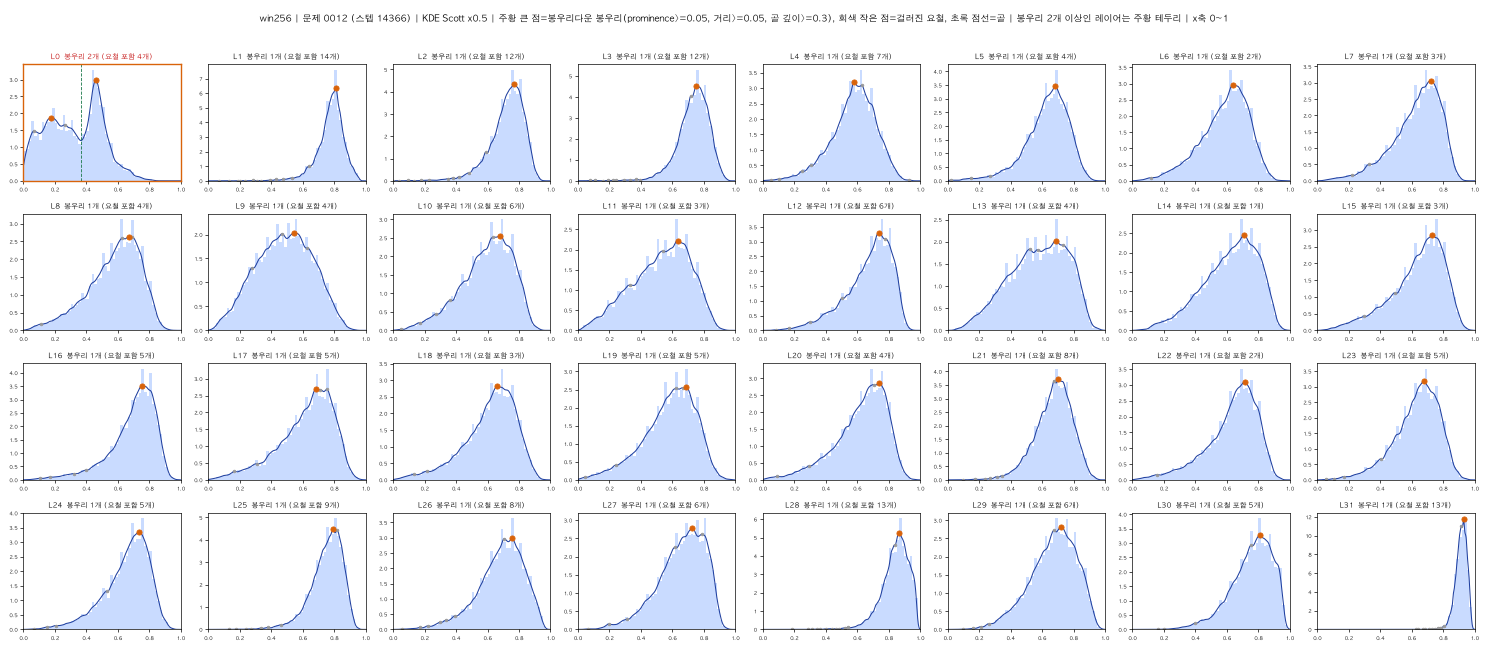 win256 | 문제 0012 (스텝 14366) | KDE Scott x0.5 | 주황 큰 점=봉우리다운 봉우리(prominence>=0.05, 거리>=0.05, 골 깊이>=0.3), 회색 작은 점=걸러진 요철, 초록 점선=골 | 봉우리 2개 이상인 레이어는 주황 테두리 | x축 0~1
L0 봉우리 2개 (요철 포함 4개)
L1 봉우리 1개 (요철 포함 14개)
L2 봉우리 1개 (요철 포함 12개)
L3 봉우리 1개 (요철 포함 12개)
L4 봉우리 1개 (요철 포함 7개)
L5 봉우리 1개 (요철 포함 4개)
L6 봉우리 1개 (요철 포함 2개)
L7 봉우리 1개 (요철 포함 3개)
L8 봉우리 1개 (요철 포함 4개)
L9 봉우리 1개 (요철 포함 4개)
L10 봉우리 1개 (요철 포함 6개)
L11 봉우리 1개 (요철 포함 3개)
L12 봉우리 1개 (요철 포함 6개)
L13 봉우리 1개 (요철 포함 4개)
L14 봉우리 1개 (요철 포함 1개)
L15 봉우리 1개 (요철 포함 3개)
L16 봉우리 1개 (요철 포함 5개)
L17 봉우리 1개 (요철 포함 5개)
L18 봉우리 1개 (요철 포함 3개)
L19 봉우리 1개 (요철 포함 5개)
L20 봉우리 1개 (요철 포함 4개)
L21 봉우리 1개 (요철 포함 8개)
L22 봉우리 1개 (요철 포함 2개)
L23 봉우리 1개 (요철 포함 5개)
L24 봉우리 1개 (요철 포함 5개)
L25 봉우리 1개 (요철 포함 9개)
L26 봉우리 1개 (요철 포함 8개)
L27 봉우리 1개 (요철 포함 6개)
L28 봉우리 1개 (요철 포함 13개)
L29 봉우리 1개 (요철 포함 6개)
L30 봉우리 1개 (요철 포함 5개)
L31 봉우리 1개 (요철 포함 13개)